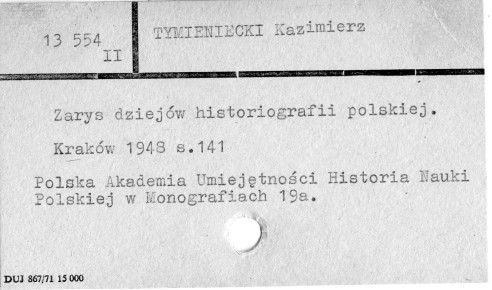 13 554
II
TYMIENIECKI Kazimierz
Zarys dziejów historiografii polskiej.
Kraków 1948 s.141
Polska Akademia Umiejętności Historia Nauki
Polskiej w Monografiach 19a.
DUJ 867/71 15 000